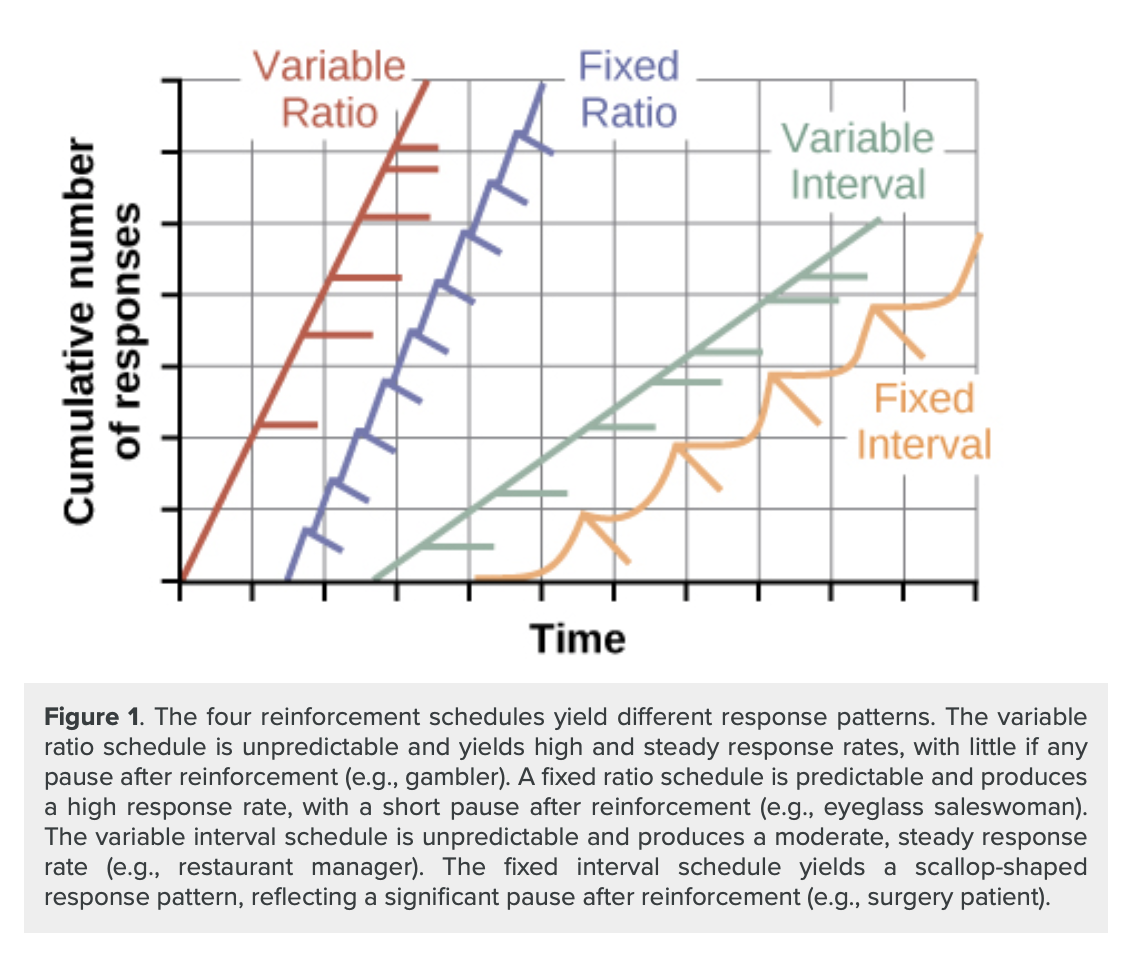 Variable
Ratio
Fixed
Ratio
Variable
Interval
Fixed
Interval
Cumulative number
of responses
Time
Figure 1. The four reinforcement schedules yield different response patterns. The variable
ratio schedule is unpredictable and yields high and steady response rates, with little if any
pause after reinforcement (e.g., gambler). A fixed ratio schedule is predictable and produces
a high response rate, with a short pause after reinforcement (e.g., eyeglass saleswoman).
The variable interval schedule is unpredictable and produces a moderate, steady response
rate (e.g., restaurant manager). The fixed interval schedule yields a scallop-shaped
response pattern, reflecting a significant pause after reinforcement (e.g., surgery patient).